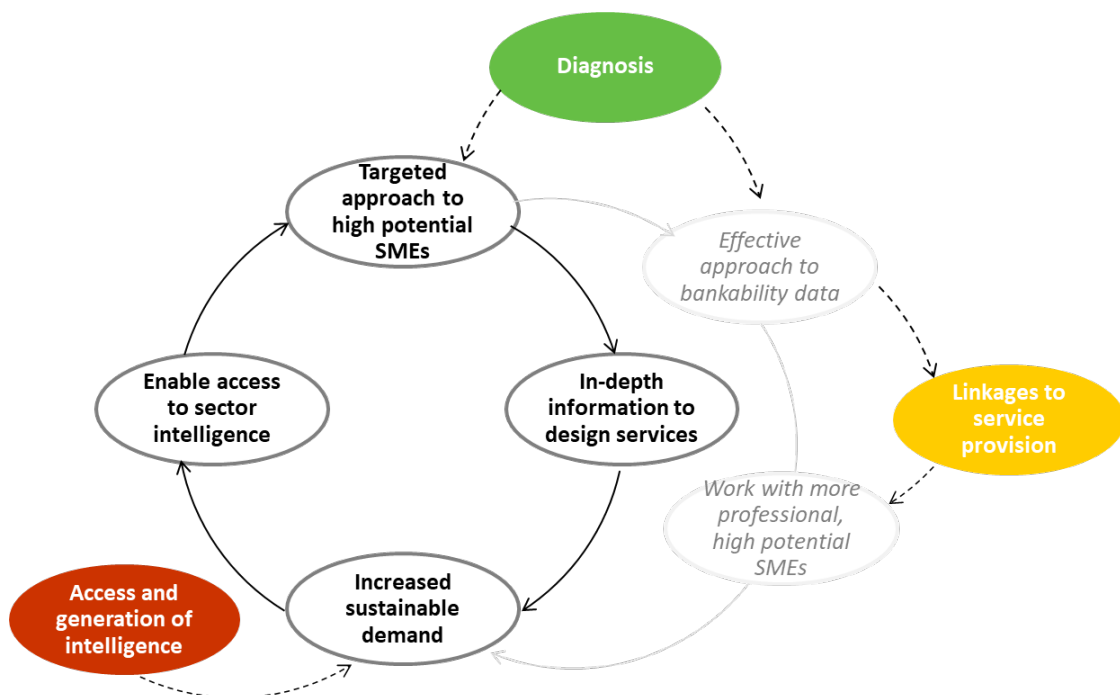 Diagnosis
Targeted
approach to
high potential
SMEs
Effective
approach to
bankability data
Enable access
to sector
intelligence
In-depth
information to
design services
Linkages to
service
provision
Work with more
professional,
high potential
SMEs
Increased
sustainable
demand
Access and
generation of
intelligence